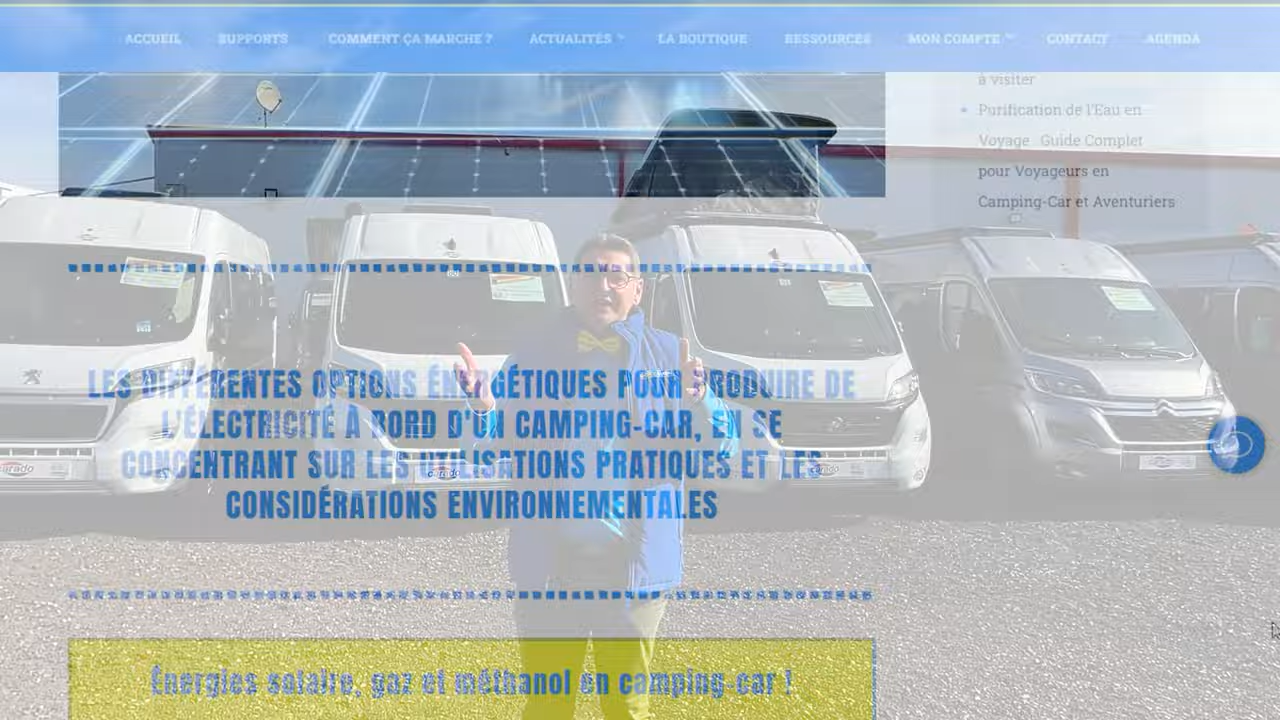 ACCUEIL SUPPORTS COMMENT ÇA MARCHE ? ACTUALITÉS LA BOUTIQUE RESSOURCES MON COMPTE CONTACT AGENDA
à visiter
Purification de l'Eau en
Voyage Guide Complet
pour Voyageurs en
Camping-Car et Aventuriers
LES DIFFÉRENTES OPTIONS ÉNERGÉTIQUES POUR PRODUIRE DE
L'ÉLECTRICITÉ À BORD D'UN CAMPING-CAR, EN SE
CONCENTRANT SUR LES UTILISATIONS PRATIQUES ET LES
CONSIDÉRATIONS ENVIRONNEMENTALES
carado
carado
Énergies solaire, gaz et méthanol en camping-car !